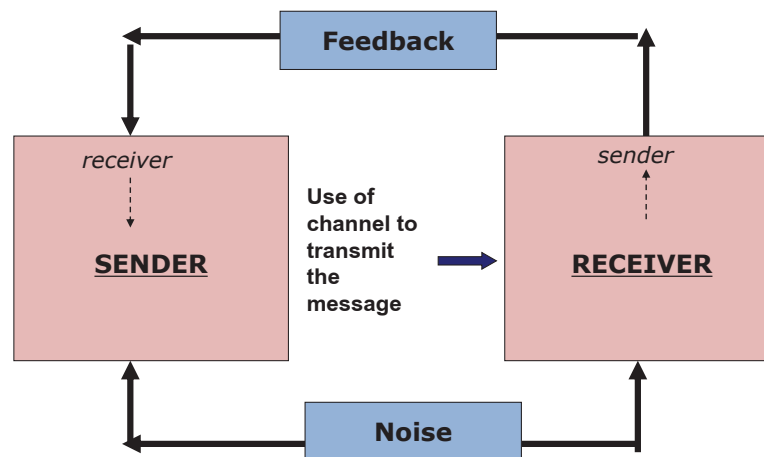 Feedback
receiver
sender
Use of
channel to
transmit
the
message
SENDER
RECEIVER
Noise